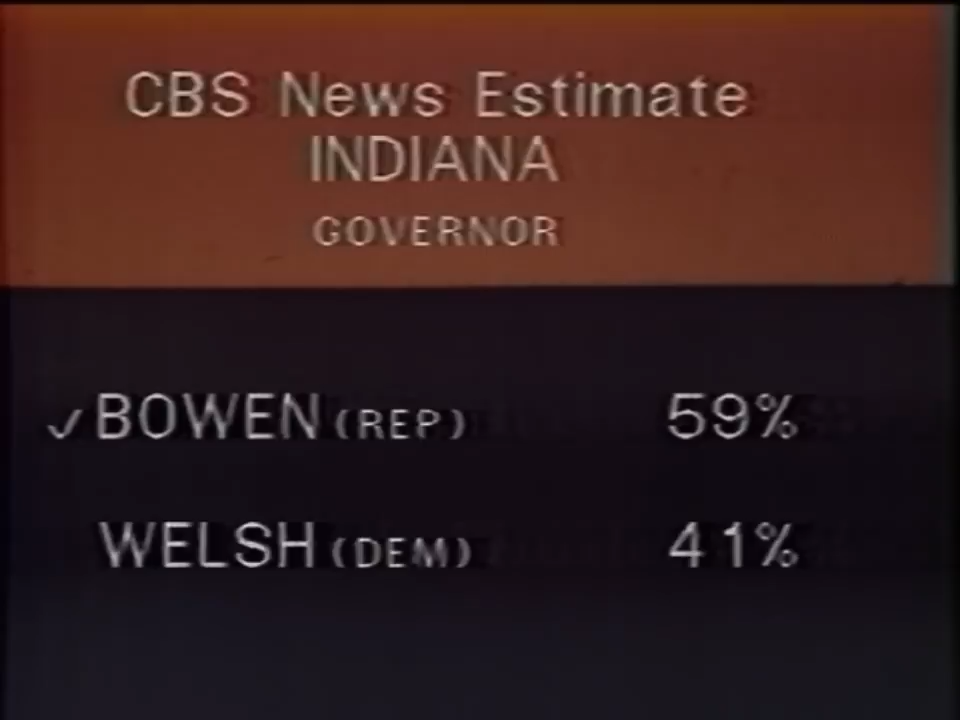 CBS News Estimate
INDIANA
GOVERNOR
✓BOWEN (REP) 59%
WELSH (DEM) 41%